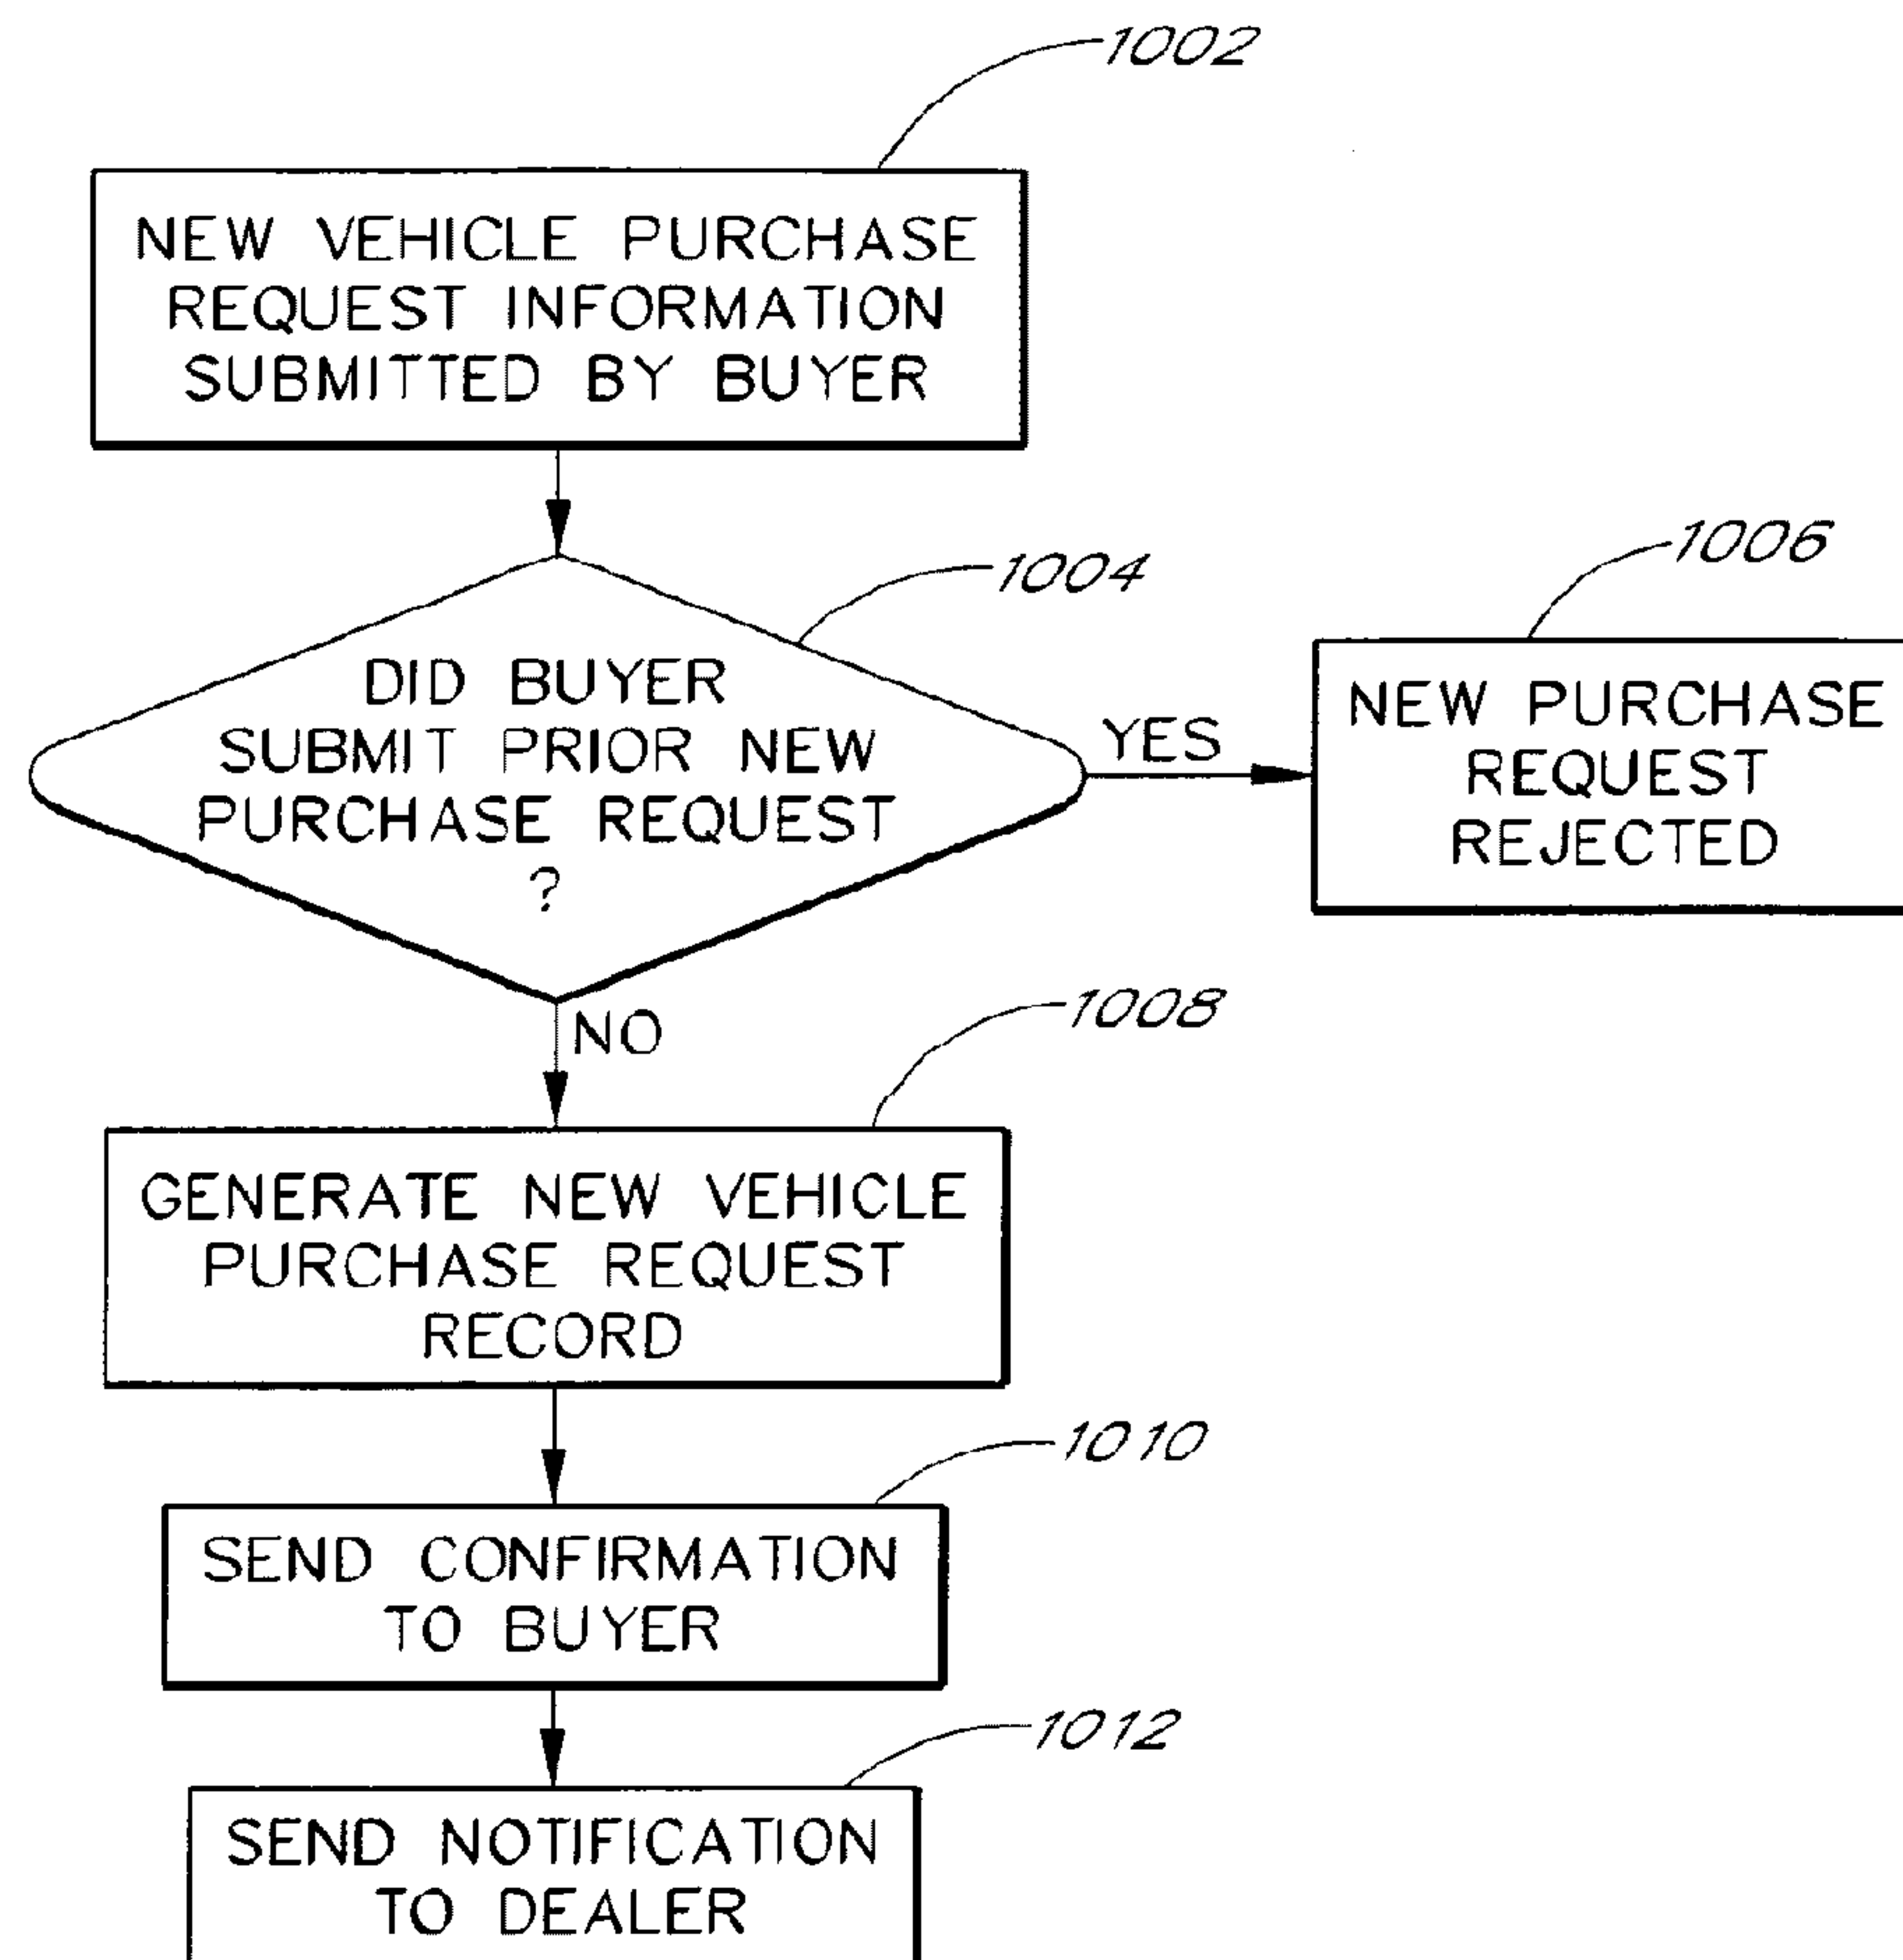 1002
NEW VEHICLE PURCHASE
REQUEST INFORMATION
SUBMITTED BY BUYER
1004
DID BUYER
SUBMIT PRIOR NEW
PURCHASE REQUEST
?
YES
1006
NEW PURCHASE
REQUEST
REJECTED
NO
1008
GENERATE NEW VEHICLE
PURCHASE REQUEST
RECORD
1010
SEND CONFIRMATION
TO BUYER
1012
SEND NOTIFICATION
TO DEALER